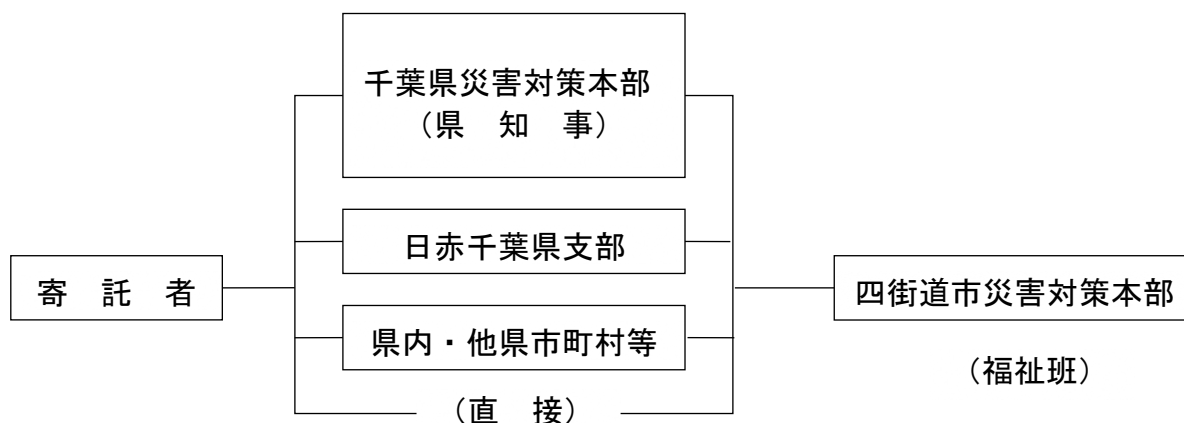 千葉県災害対策本部
（県　知　事）
日赤千葉県支部
寄　託　者
四街道市災害対策本部
県内・他県市町村等
（福祉班）
（直　接）